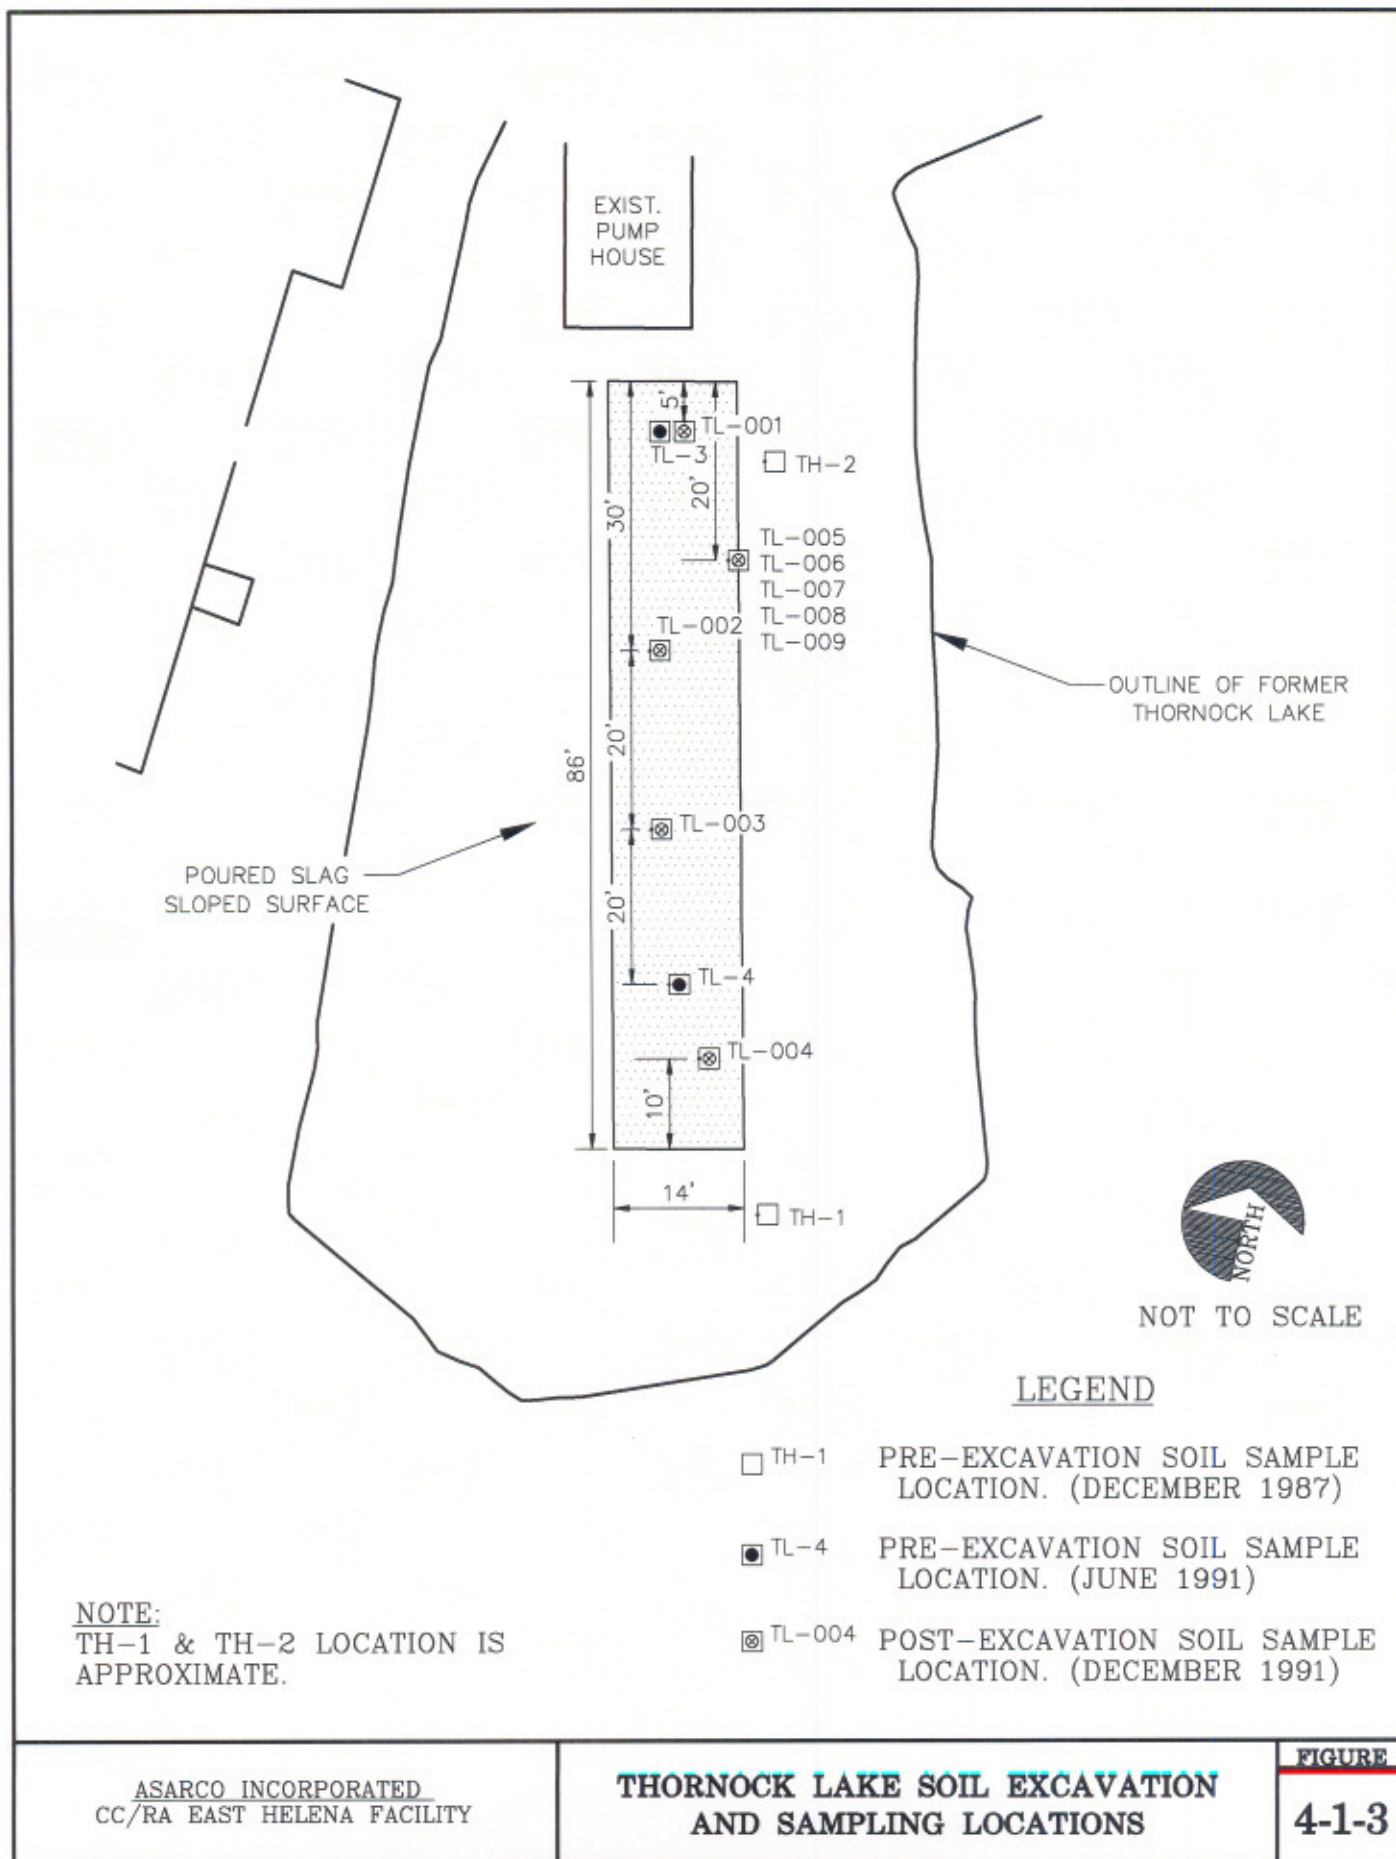 EXIST.
PUMP
HOUSE
5'
TL-001
TL-3
TH-2
20'
30'
TL-005
TL-006
TL-007
TL-008
TL-009
TL-002
OUTLINE OF FORMER
THORNOCK LAKE
20'
86'
TL-003
POURED SLAG
SLOPED SURFACE
20'
TL-4
TL-004
10'
14'
TH-1
NORTH
NOT TO SCALE
LEGEND
TH-1 PRE-EXCAVATION SOIL SAMPLE
LOCATION. (DECEMBER 1987)
TL-4 PRE-EXCAVATION SOIL SAMPLE
LOCATION. (JUNE 1991)
TL-004 POST-EXCAVATION SOIL SAMPLE
LOCATION. (DECEMBER 1991)
NOTE:
TH-1 & TH-2 LOCATION IS
APPROXIMATE.
ASARCO INCORPORATED
CC/RA EAST HELENA FACILITY
THORNOCK LAKE SOIL EXCAVATION
AND SAMPLING LOCATIONS
FIGURE
4-1-3